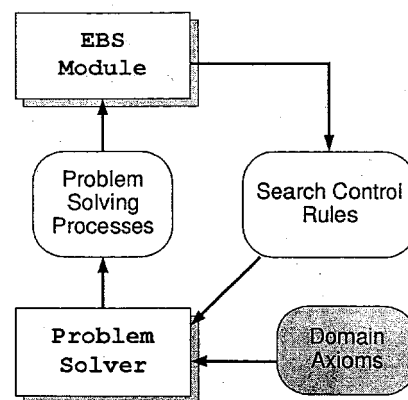 EBS
Module
Problem
Solving
Processes
Search Control
Rules
Problem
Solver
Domain
Axioms